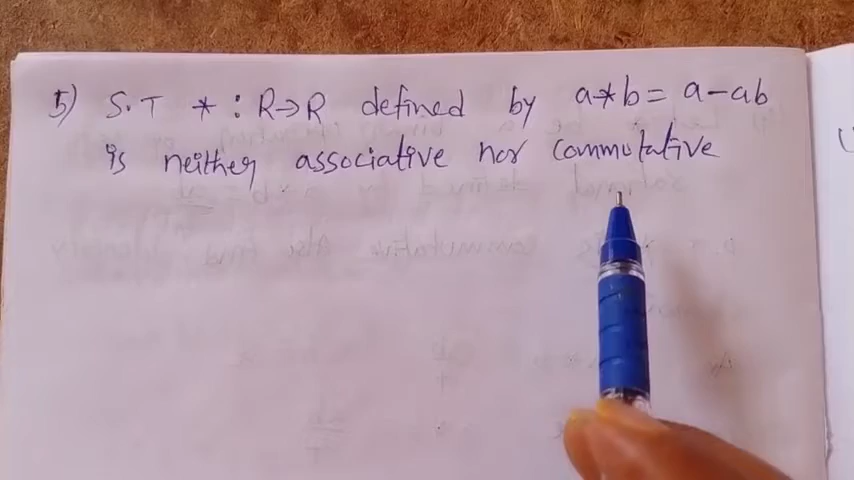 5) S.T * : R→R defined by a*b = a-ab
is neither associative nor commutative